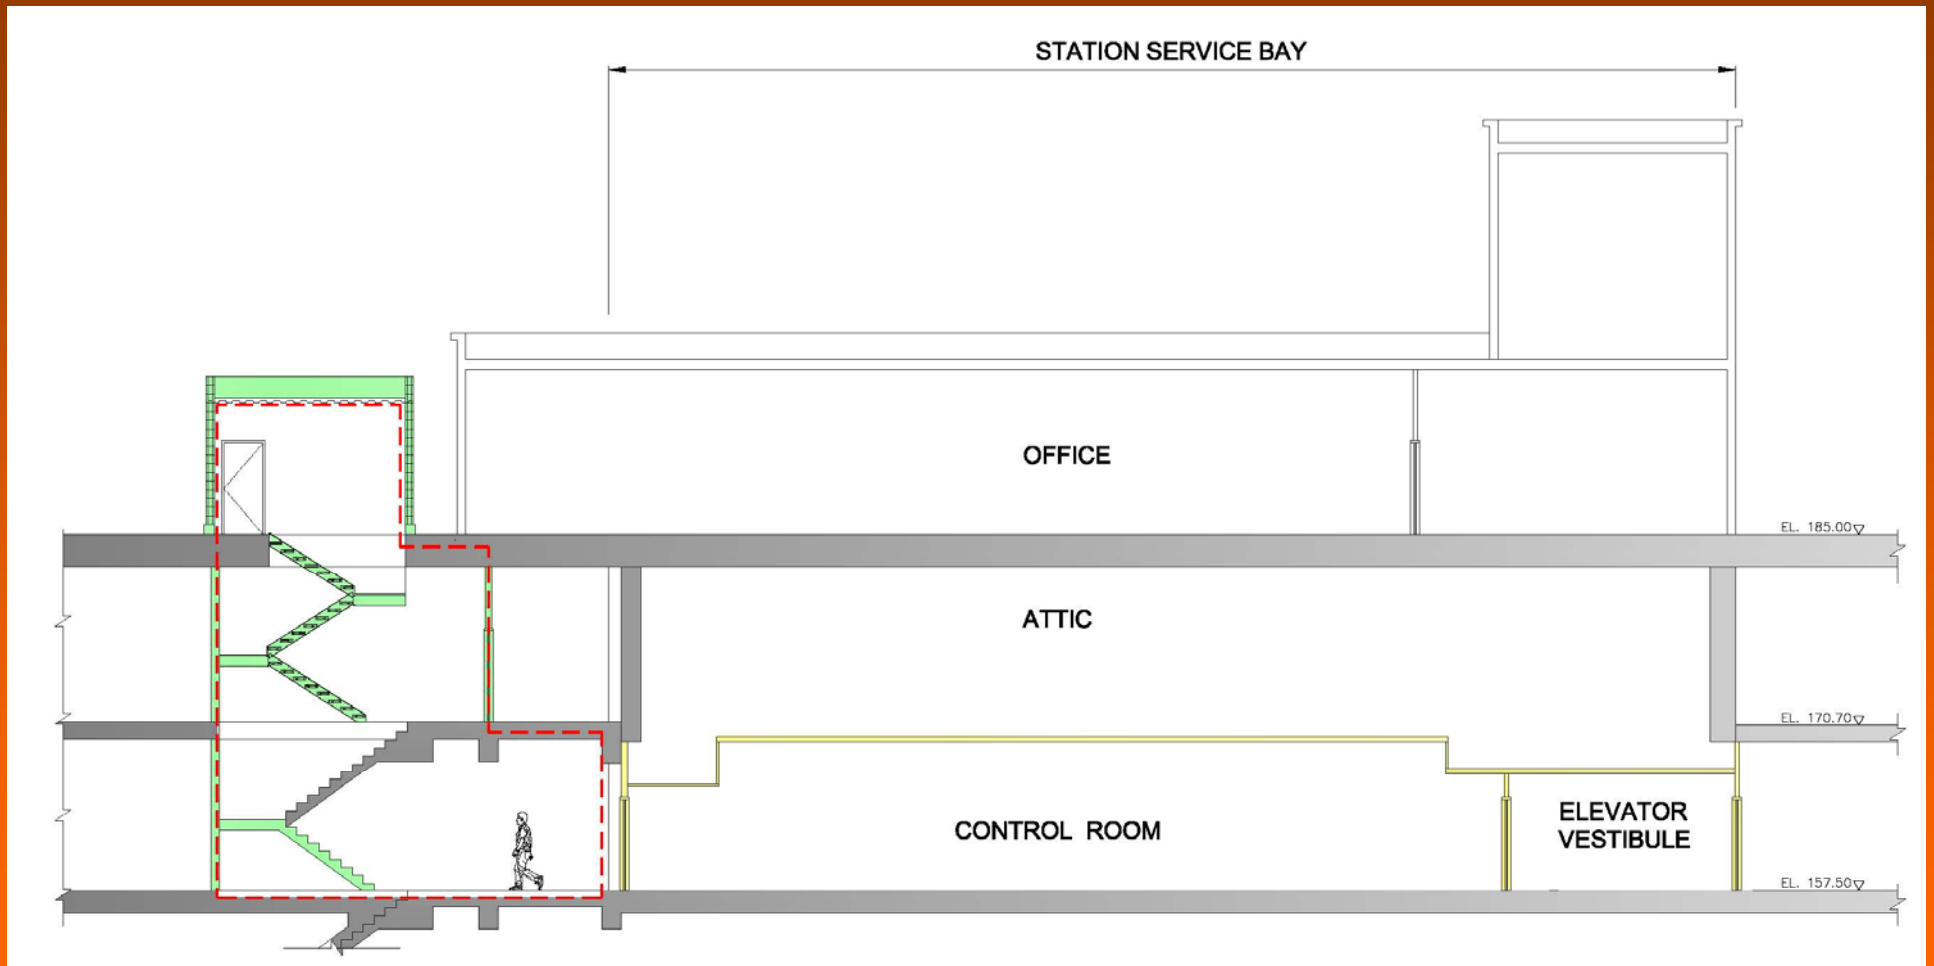 STATION SERVICE BAY
OFFICE
EL. 185.00
ATTIC
EL. 170.70
CONTROL ROOM
ELEVATOR
VESTIBULE
EL. 157.50